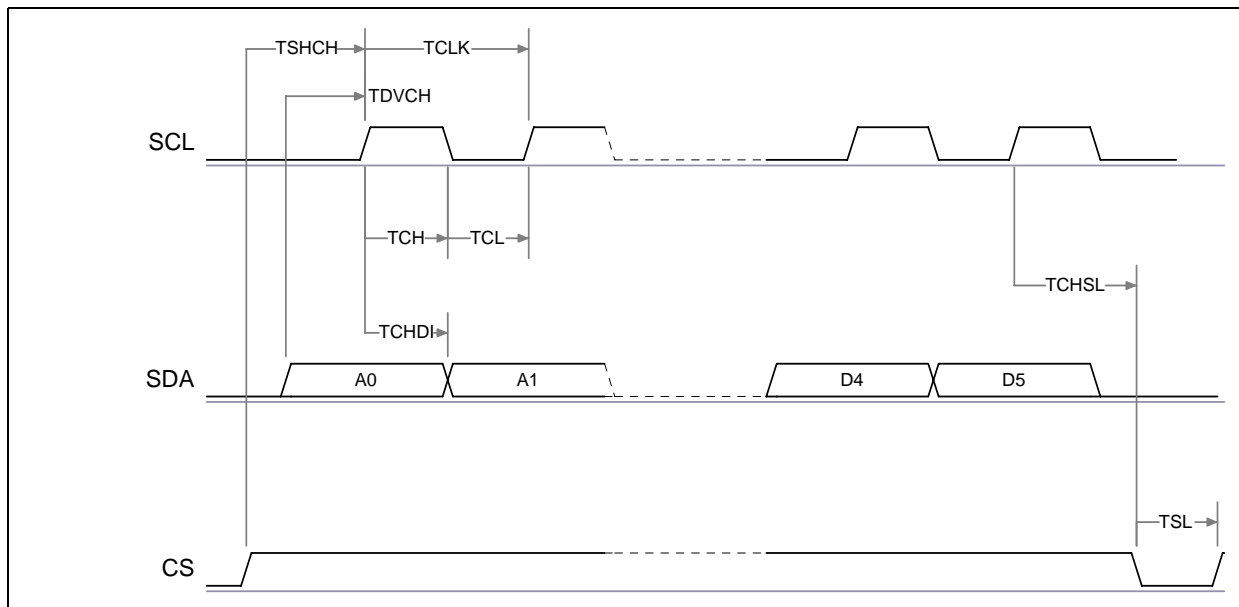 TSHCH TCLK
TDVCH
SCL
TCH TCL
TCHSL
TCHDI
SDA A0 A1 D4 D5
TSL
CS